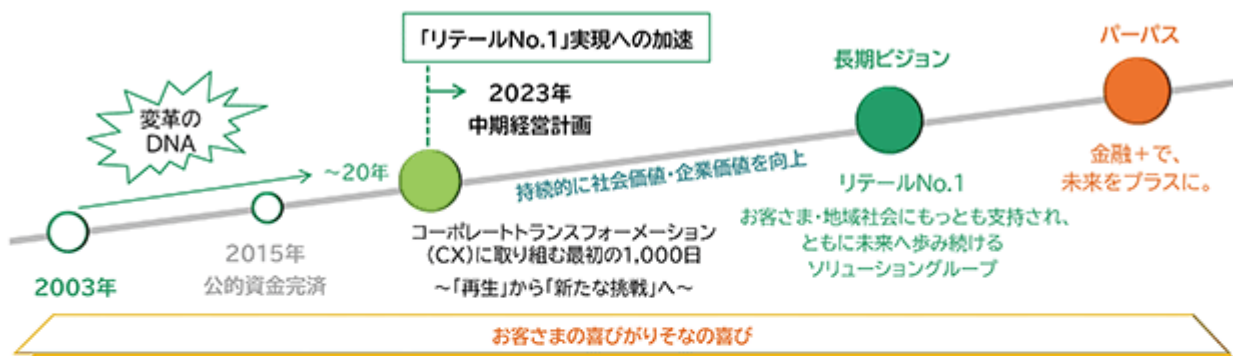 「リテールNo.1」実現への加速
変革の
DNA
～20年
2003年
2015年
公的資金完済
2023年
中期経営計画
コーポレートトランスフォーメーション
（CX）に取り組む最初の1,000日
～「再生」から「新たな挑戦」へ～
持続的に社会価値・企業価値を向上
長期ビジョン
リテールNo.1
お客さま・地域社会にもっとも支持され、
ともに未来へ歩み続ける
ソリューショングループ
パーパス
金融＋で、
未来をプラスに。
お客さまの喜びがりそなの喜び